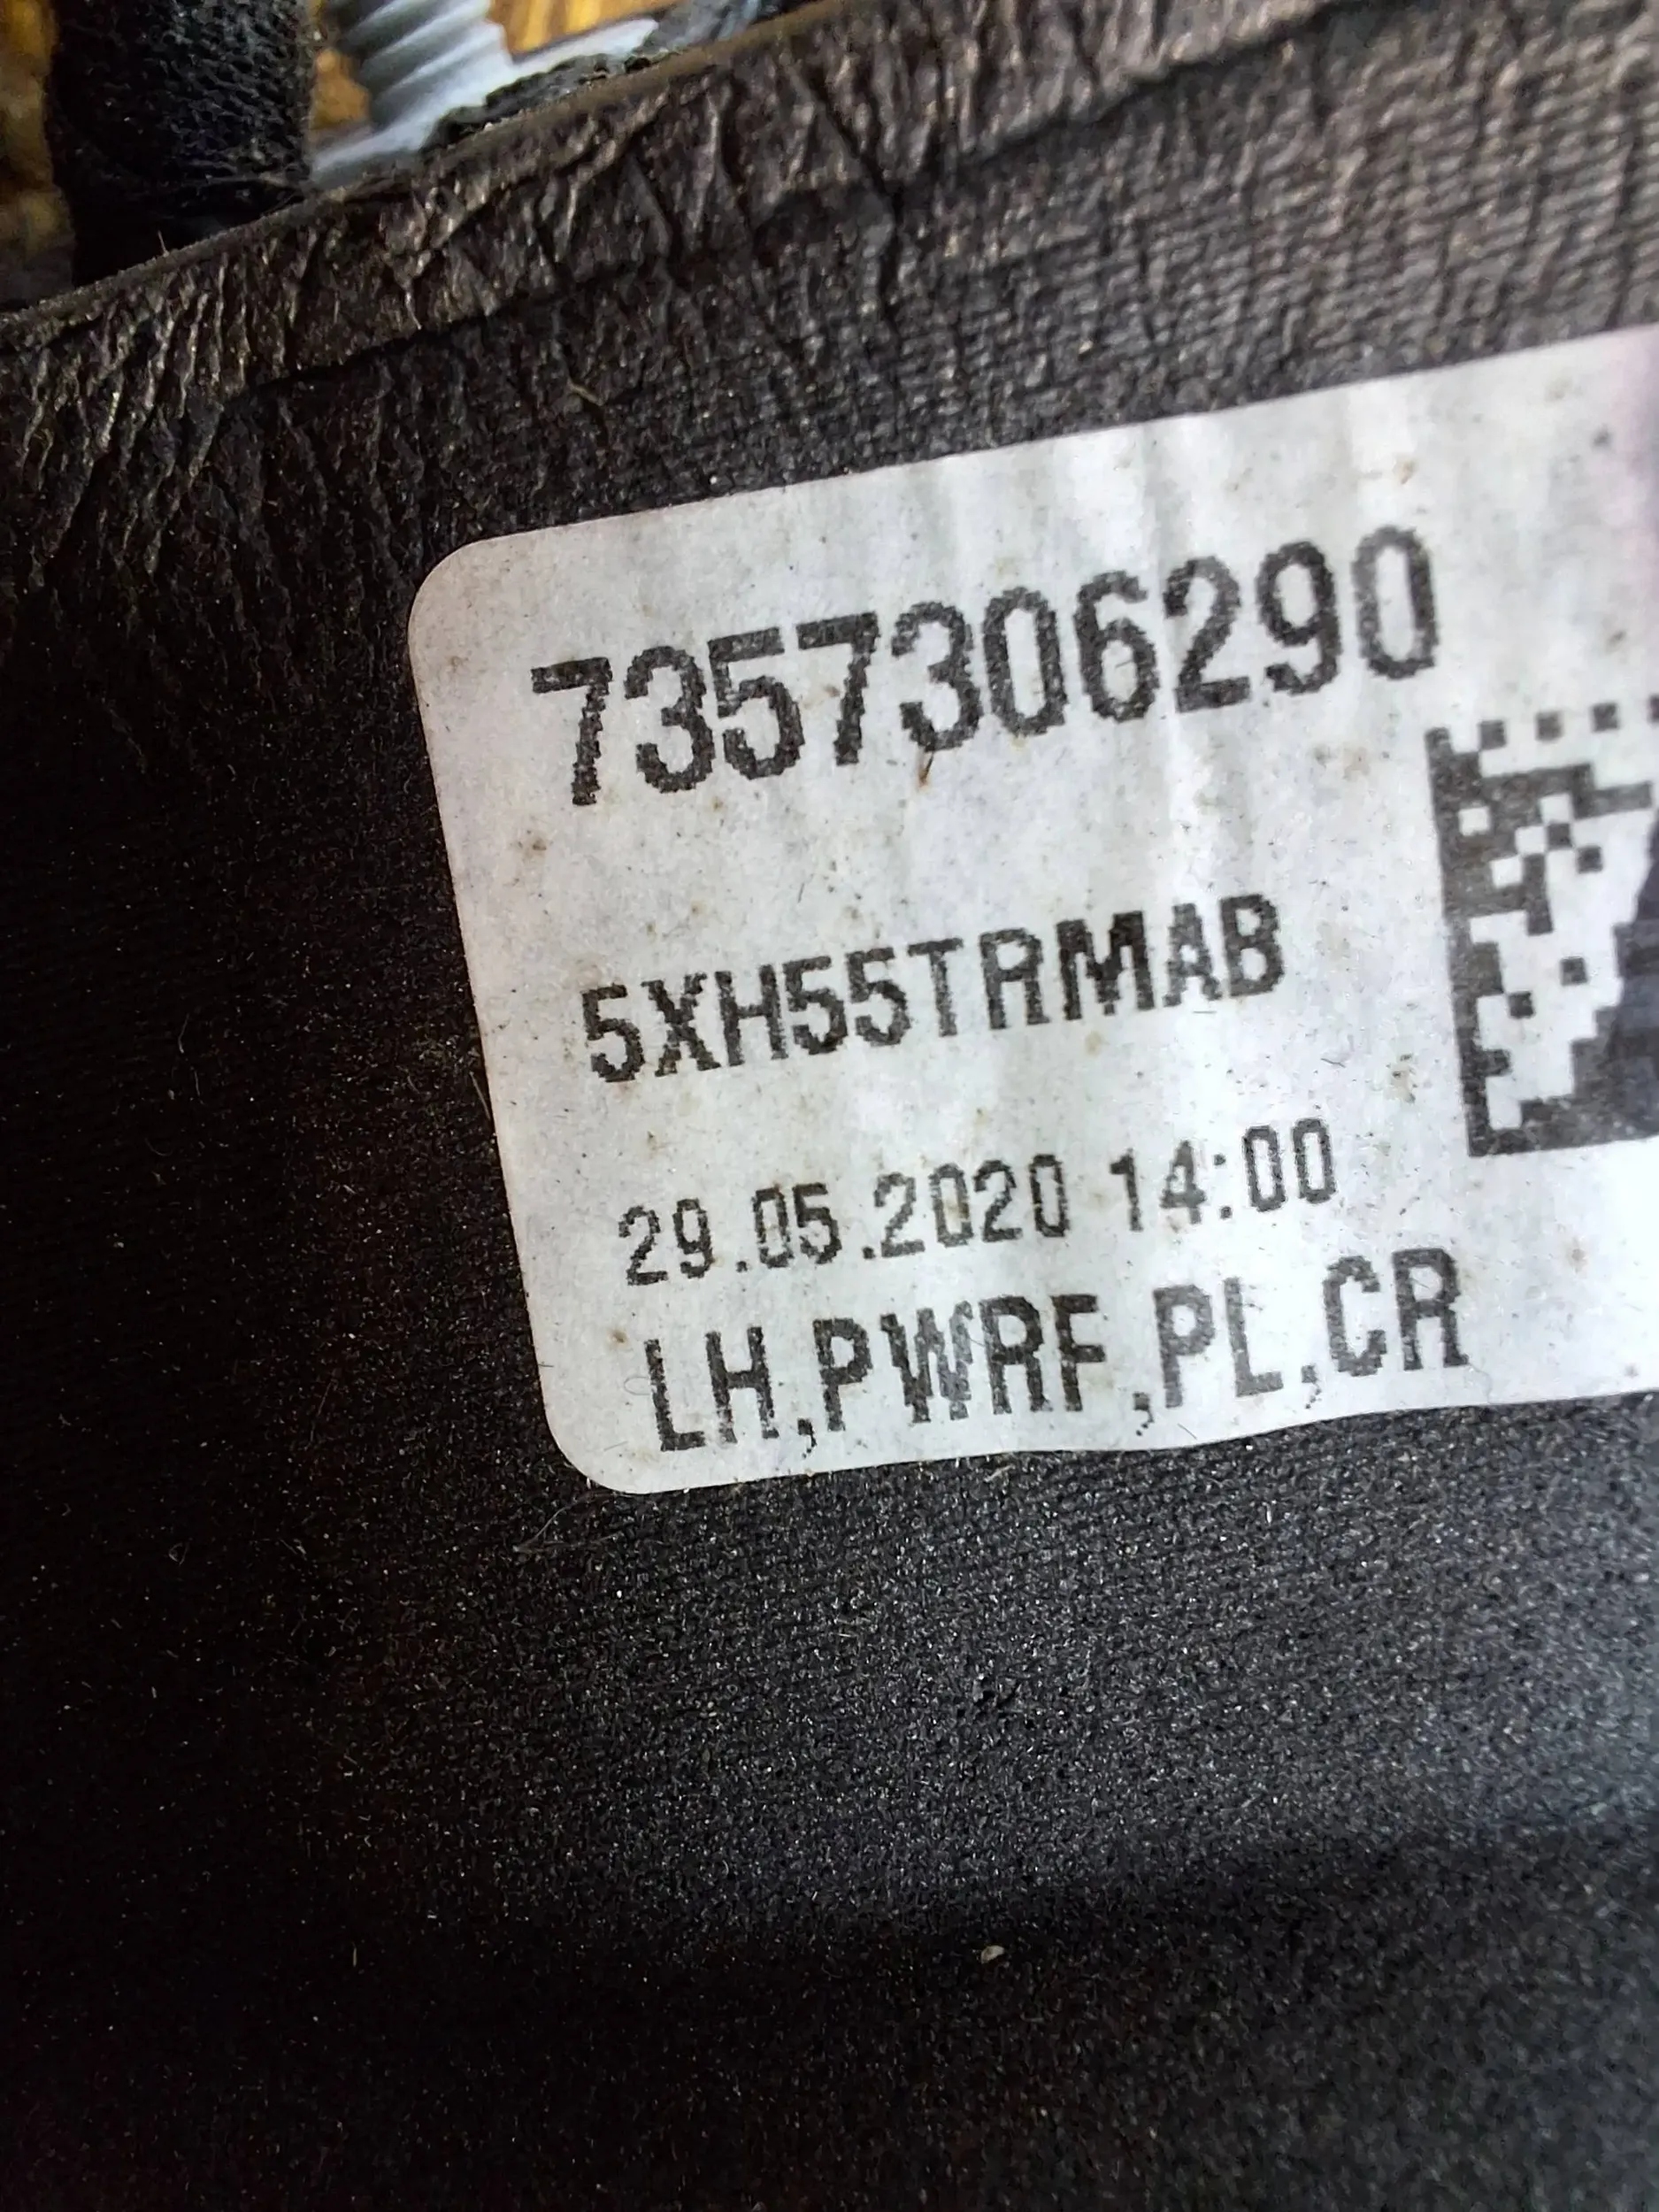 7357306290
5XH55TRMAB
29.05.2020 14:00
LH,PWRF,PL,CR